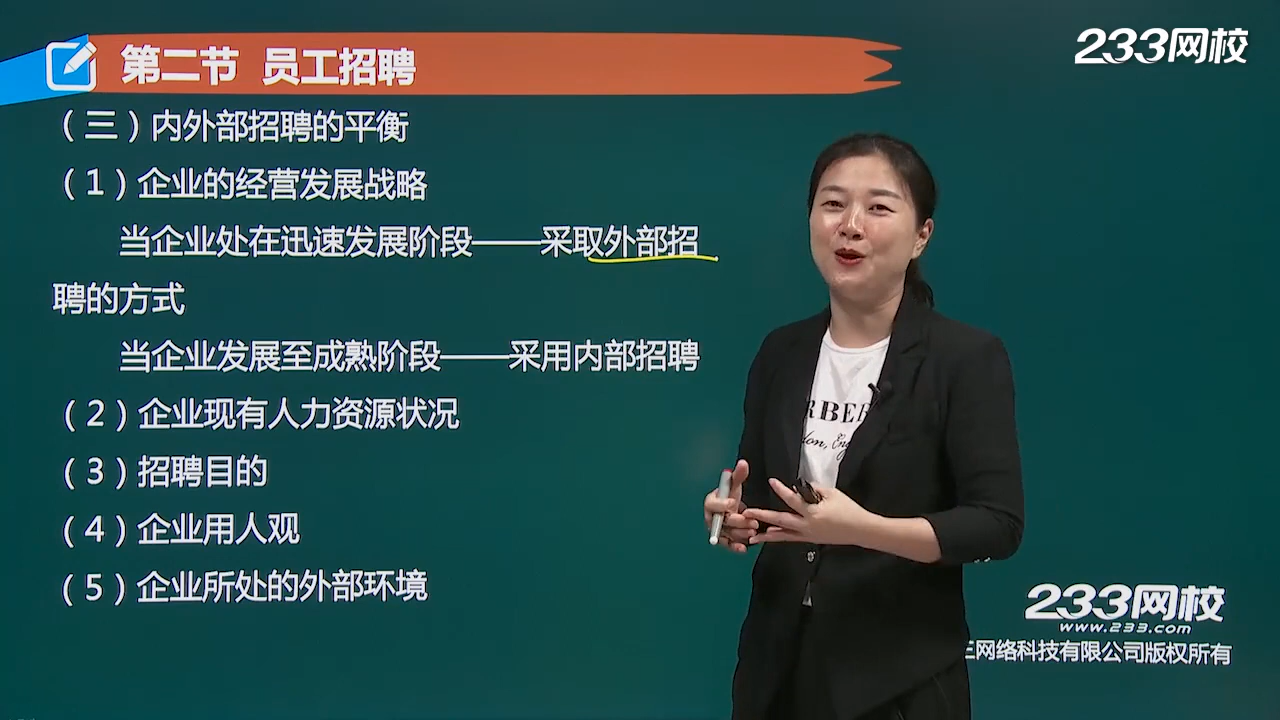 233网校
第二节 员工招聘
（三）内外部招聘的平衡
（1）企业的经营发展战略
当企业处在迅速发展阶段——采取外部招
聘的方式
当企业发展至成熟阶段——采用内部招聘
（2）企业现有人力资源状况
（3）招聘目的
（4）企业用人观
（5）企业所处的外部环境
RBE
233网校
www.233.com
三网络科技有限公司版权所有